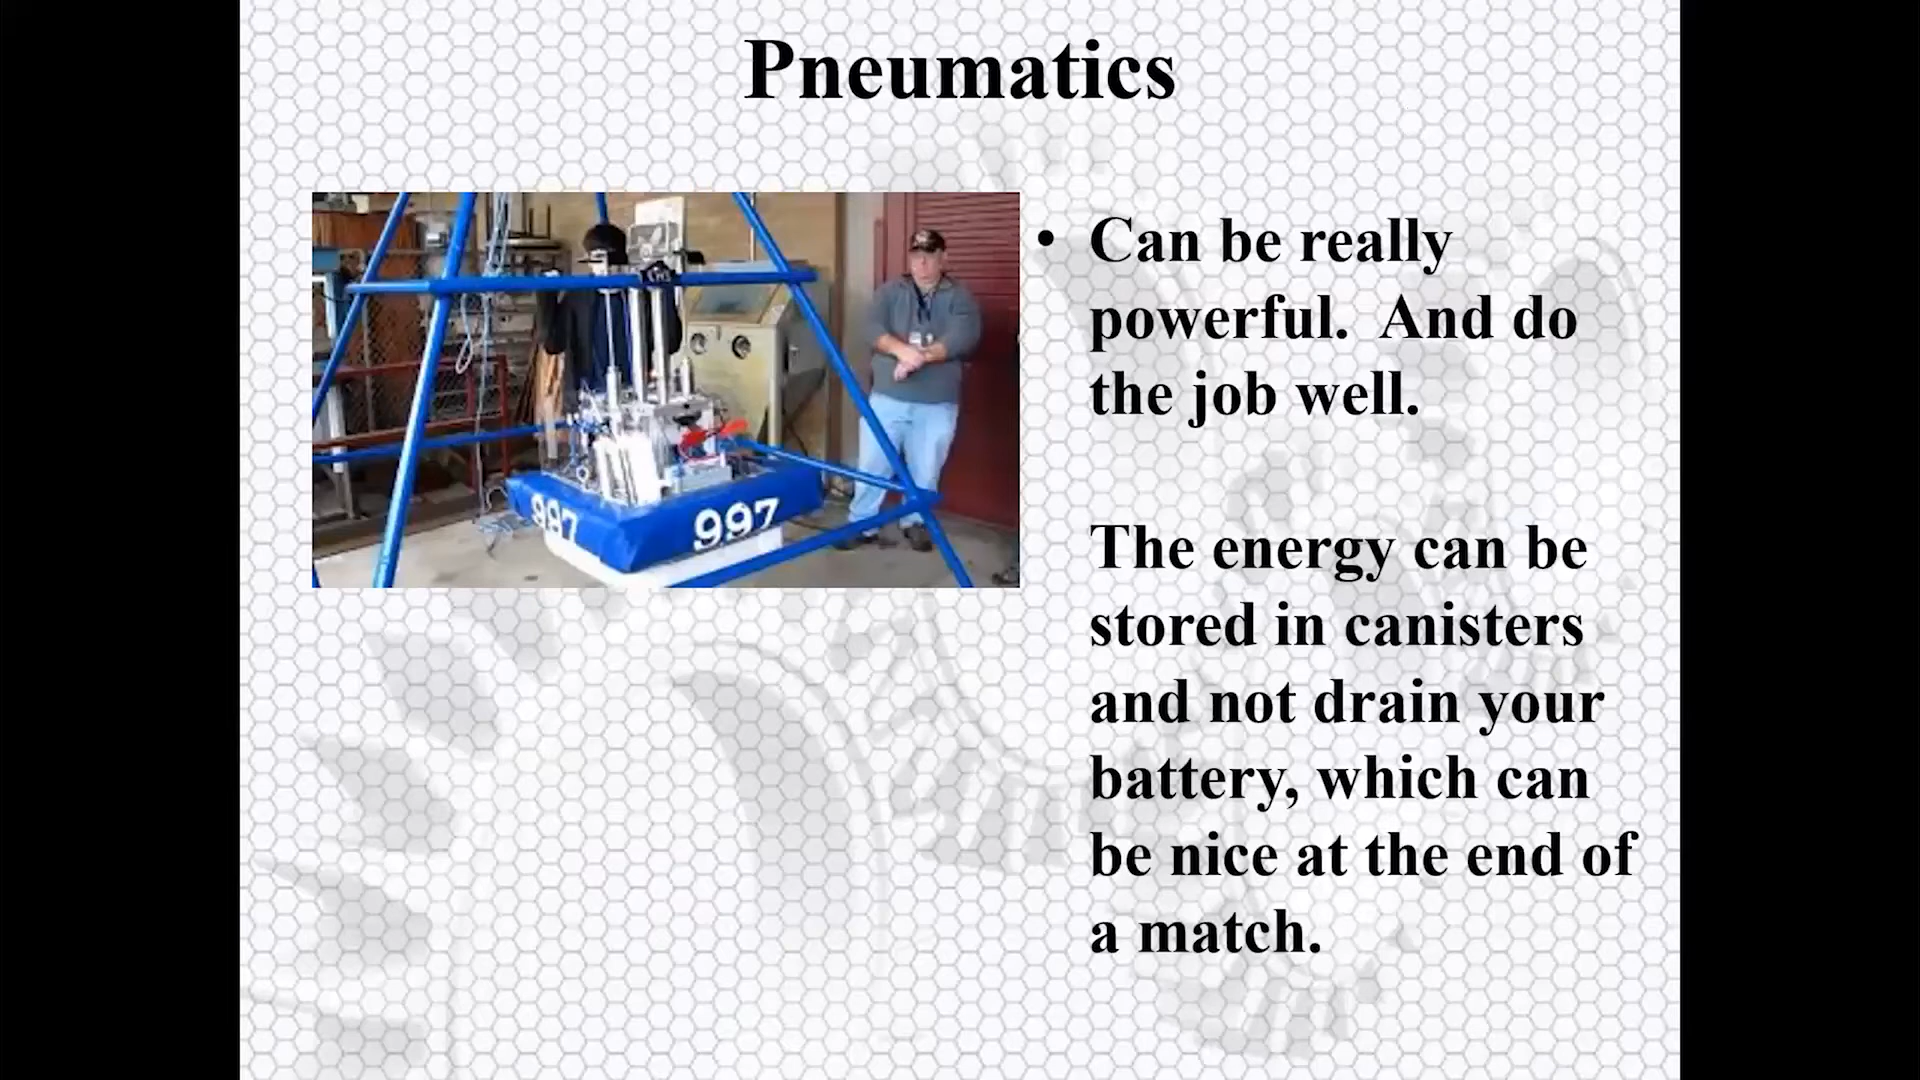 Pneumatics
• Can be really
powerful.  And do
the job well.
The energy can be
stored in canisters
and not drain your
battery, which can
be nice at the end of
a match.
997
997